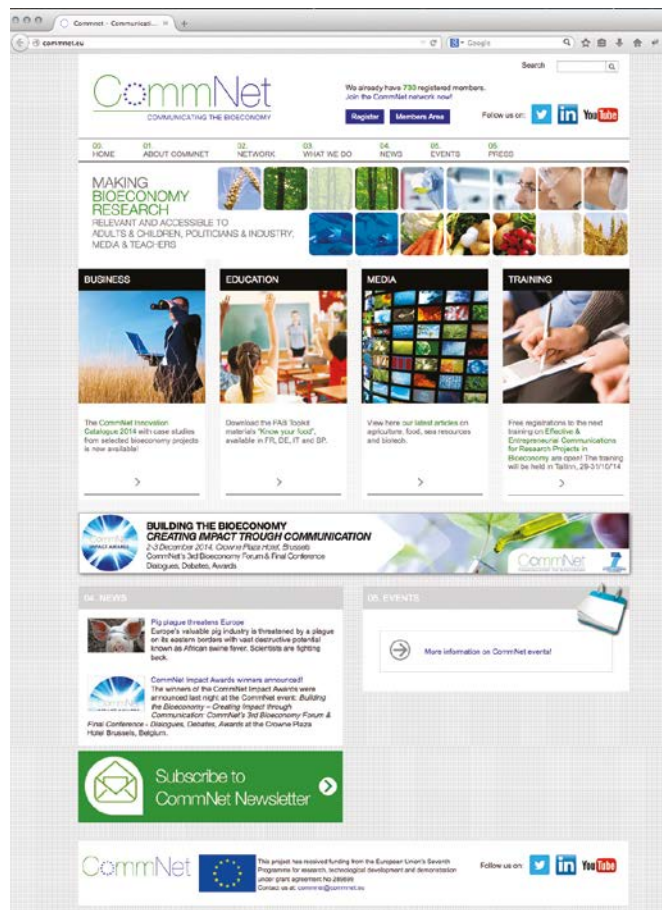 Commnet - Communicati...
commnet.eu
Google
Search
CommNet
COMMUNICATING THE BIOECONOMY
We already have 730 registered members.
Join the CommNet network now!
Register
Members Area
Follow us on:
in
You Tube
00.
HOME
01.
ABOUT COMMNET
02.
NETWORK
03.
WHAT WE DO
04.
NEWS
05.
EVENTS
05.
PRESS
MAKING
BIOECONOMY
RESEARCH
RELEVANT AND ACCESSIBLE TO
ADULTS & CHILDREN, POLITICIANS & INDUSTRY,
MEDIA & TEACHERS
BUSINESS
The CommNet Innovation
Catalogue 2014 with case studies
from selected bioeconomy projects
is now available!
EDUCATION
Download the FAB Toolkit
materials "Know your food",
available in FR, DE, IT and SP.
MEDIA
View here our latest articles on
agriculture, food, sea resources
and biotech.
TRAINING
Free registrations to the next
training on Effective &
Entrepreneurial Communications
for Research Projects in
Bioeconomy are open! The training
will be held in Tallinn, 29-31/10/14
CommNet
IMPACT AWARDS
BUILDING THE BIOECONOMY
CREATING IMPACT TROUGH COMMUNICATION
2-3 December 2014, Crowne Plaza Hotel, Brussels
CommNet's 3rd Bioeconomy Forum & Final Conference
Dialogues, Debates, Awards
CommNet
04. NEWS
Pig plague threatens Europe
Europe's valuable pig industry is threatened by a plague
on its eastern borders with vast destructive potential
known as African swine fever. Scientists are fighting
back.
CommNet Impact Awards winners announced!
The winners of the CommNet Impact Awards were
announced last night at the CommNet event: Building
the Bioeconomy – Creating Impact through
Communication: CommNet's 3rd Bioeconomy Forum &
Final Conference - Dialogues, Debates, Awards at the Crowne Plaza
Hotel Brussels, Belgium.
05. EVENTS
More information on CommNet events!
Subscribe to
CommNet Newsletter
CommNet
This project has received funding from the European Union's Seventh
Programme for research, technological development and demonstration
under grant agreement No
Contact us at: commnet@commnet.eu
Follow us on:
in
You Tube